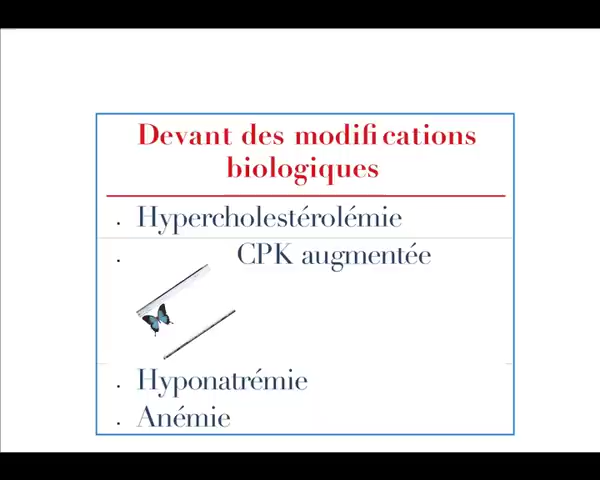 Devant des modifications
biologiques
• Hypercholestérolémie
• CPK augmentée
• Hyponatrémie
• Anémie